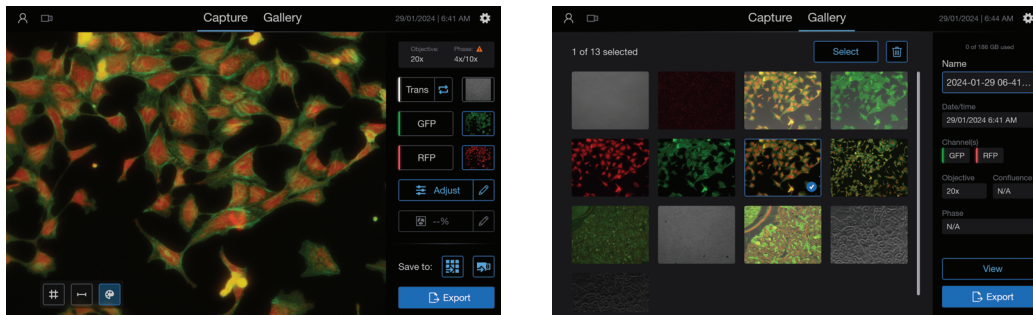 Capture Gallery
29/01/2024 | 6:41 AM
Objective: Phase:
20x 4x/10x
Trans
GFP
RFP
Adjust
--%
Save to:
Export
Capture Gallery
29/01/2024 | 6:44 AM
1 of 13 selected
Select
0 of 186 GB used
Name
2024-01-29 06-41...
Date/time
29/01/2024 6:41 AM
Channel(s)
GFP RFP
Objective Confluence
20x N/A
Phase
N/A
View
Export